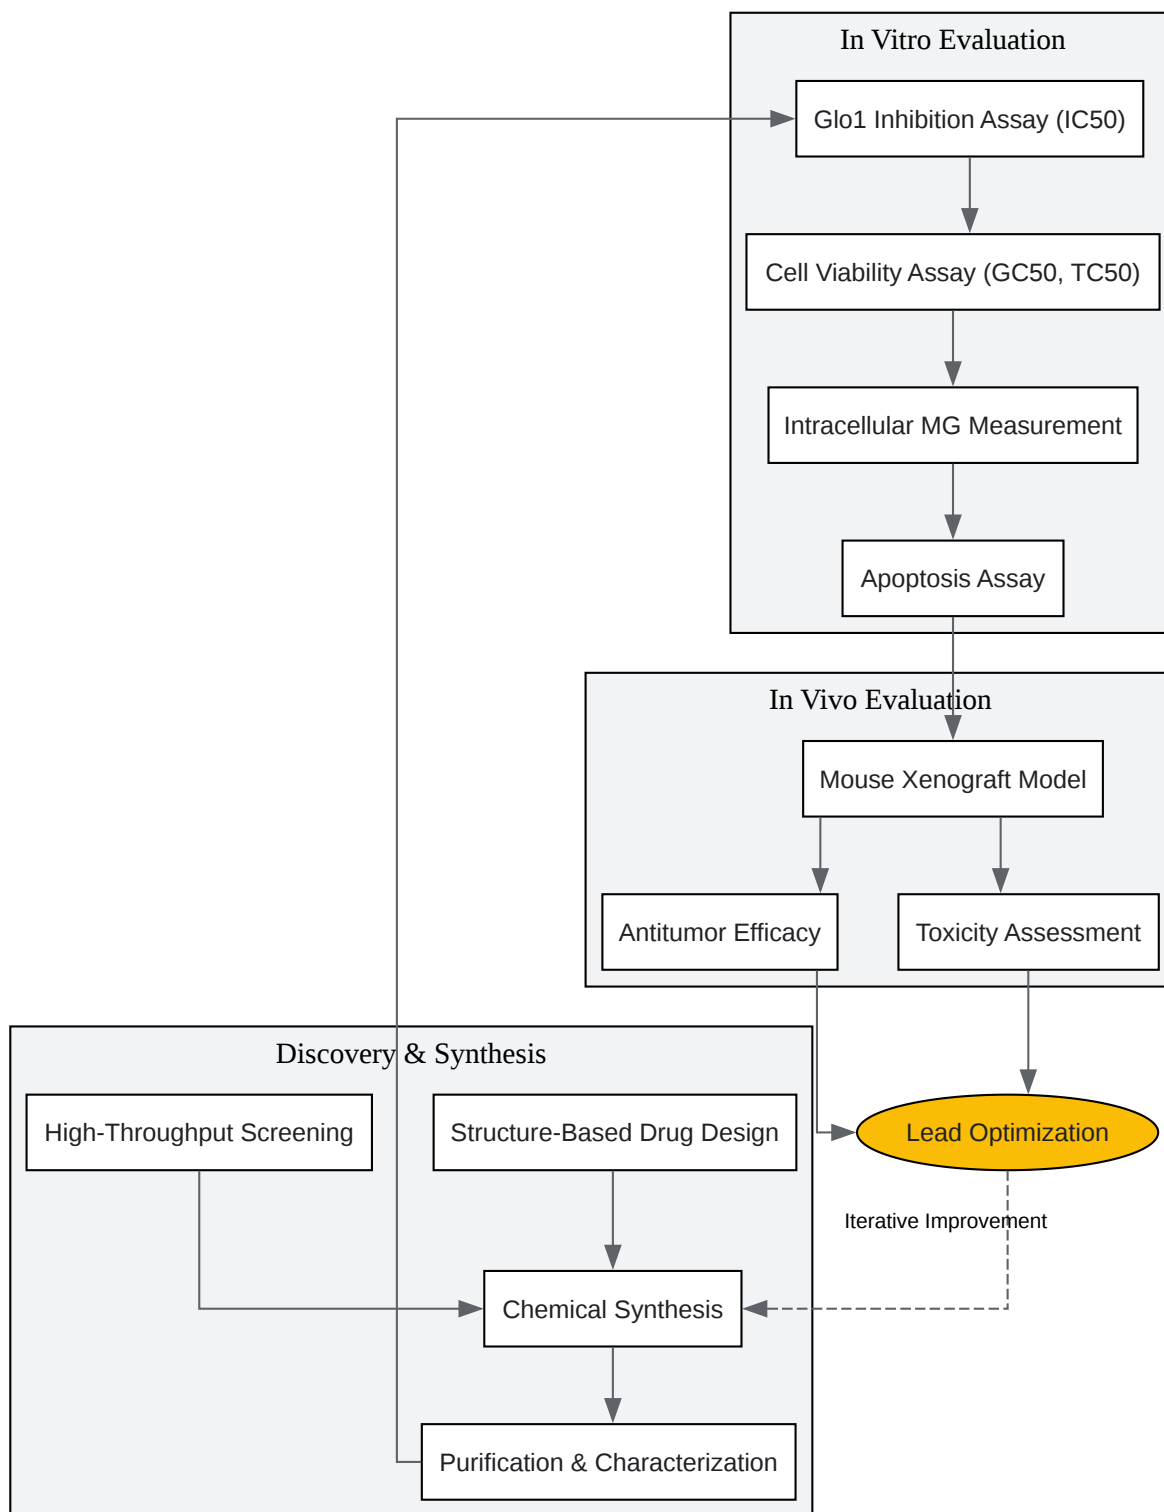 In Vitro Evaluation
Glo1 Inhibition Assay (IC50)
Cell Viability Assay (GC50, TC50)
Intracellular MG Measurement
Apoptosis Assay
In Vivo Evaluation
Mouse Xenograft Model
Antitumor Efficacy
Toxicity Assessment
Discovery & Synthesis
High-Throughput Screening
Structure-Based Drug Design
Lead Optimization
Iterative Improvement
Chemical Synthesis
Purification & Characterization